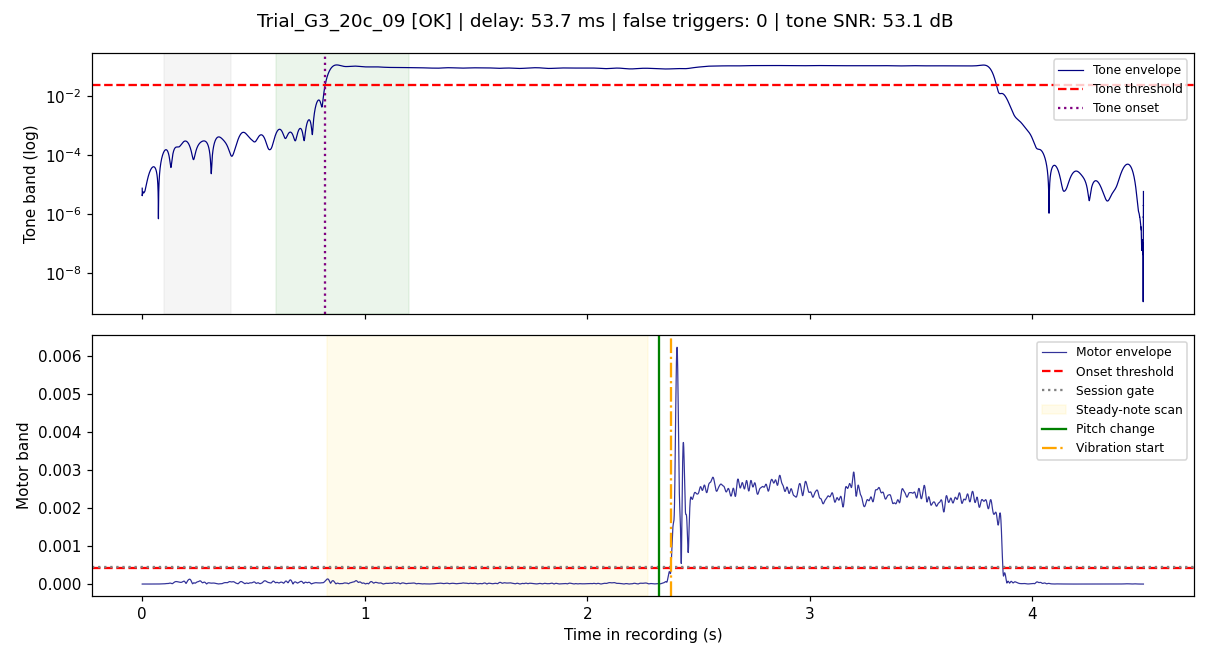 Trial_G3_20c_09 [OK] | delay: 53.7 ms | false triggers: 0 | tone SNR: 53.1 dB
Tone band (log)
10⁻²
10⁻⁴
10⁻⁶
10⁻⁸
Tone envelope
Tone threshold
Tone onset
Motor band
0.006
0.005
0.004
0.003
0.002
0.001
0.000
Motor envelope
Onset threshold
Session gate
Steady-note scan
Pitch change
Vibration start
0 1 2 3 4
Time in recording (s)